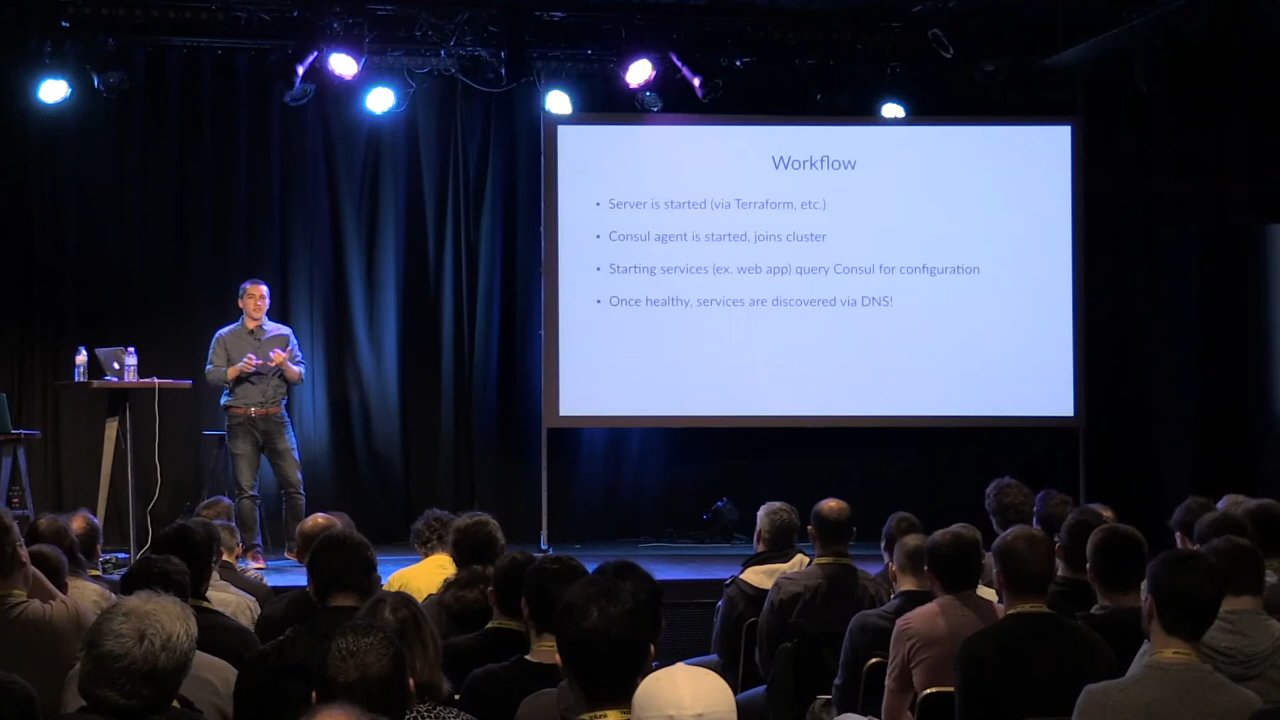 Workflow
• Server is started (via Terraform, etc.)
• Consul agent is started, joins cluster
• Starting services (ex. web app) query Consul for configuration
• Once healthy, services are discovered via DNS!